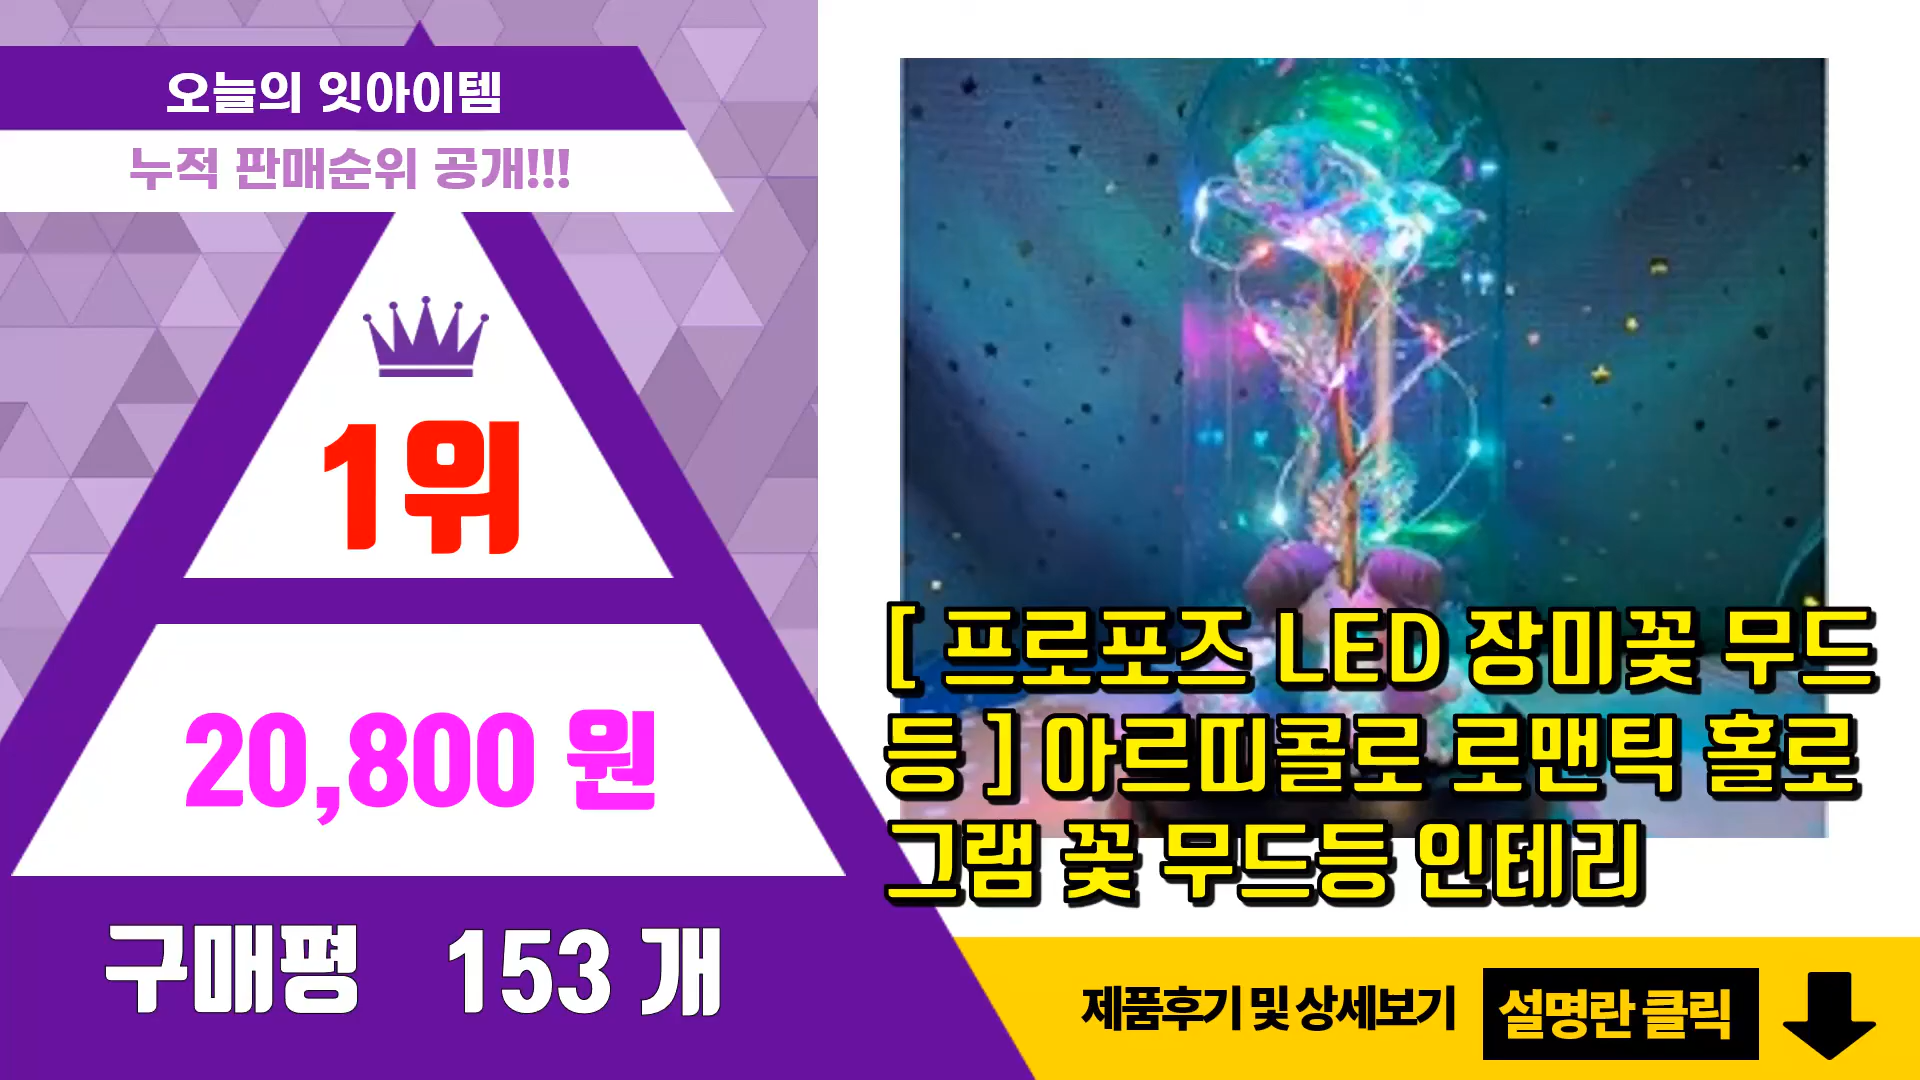 오늘의 잇아이템
누적 판매순위 공개!!!
1위
20,800 원
구매평 153 개
[ 프로포즈 LED 장미꽃 무드
등 ] 아르띠콜로 로맨틱 홀로
그램 꽃 무드등 인테리
제품후기 및 상세보기
설명란 클릭